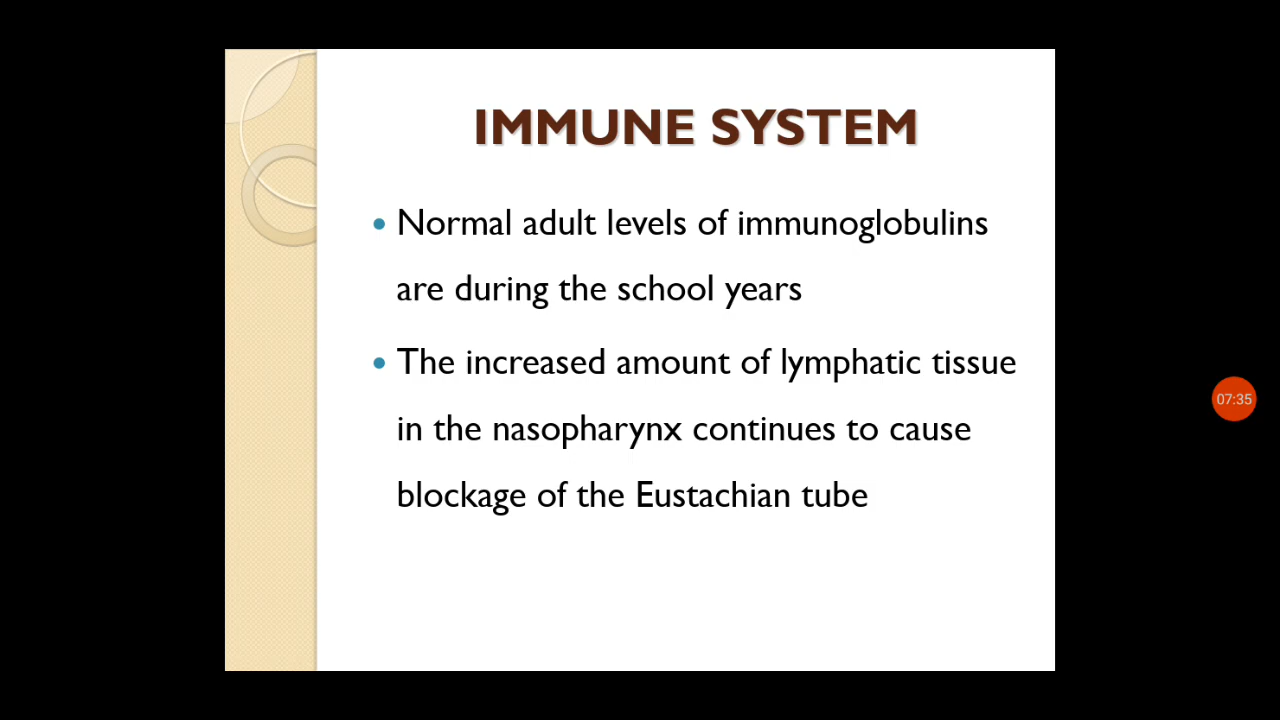 IMMUNE SYSTEM
• Normal adult levels of immunoglobulins
are during the school years
• The increased amount of lymphatic tissue
in the nasopharynx continues to cause
blockage of the Eustachian tube
07:35